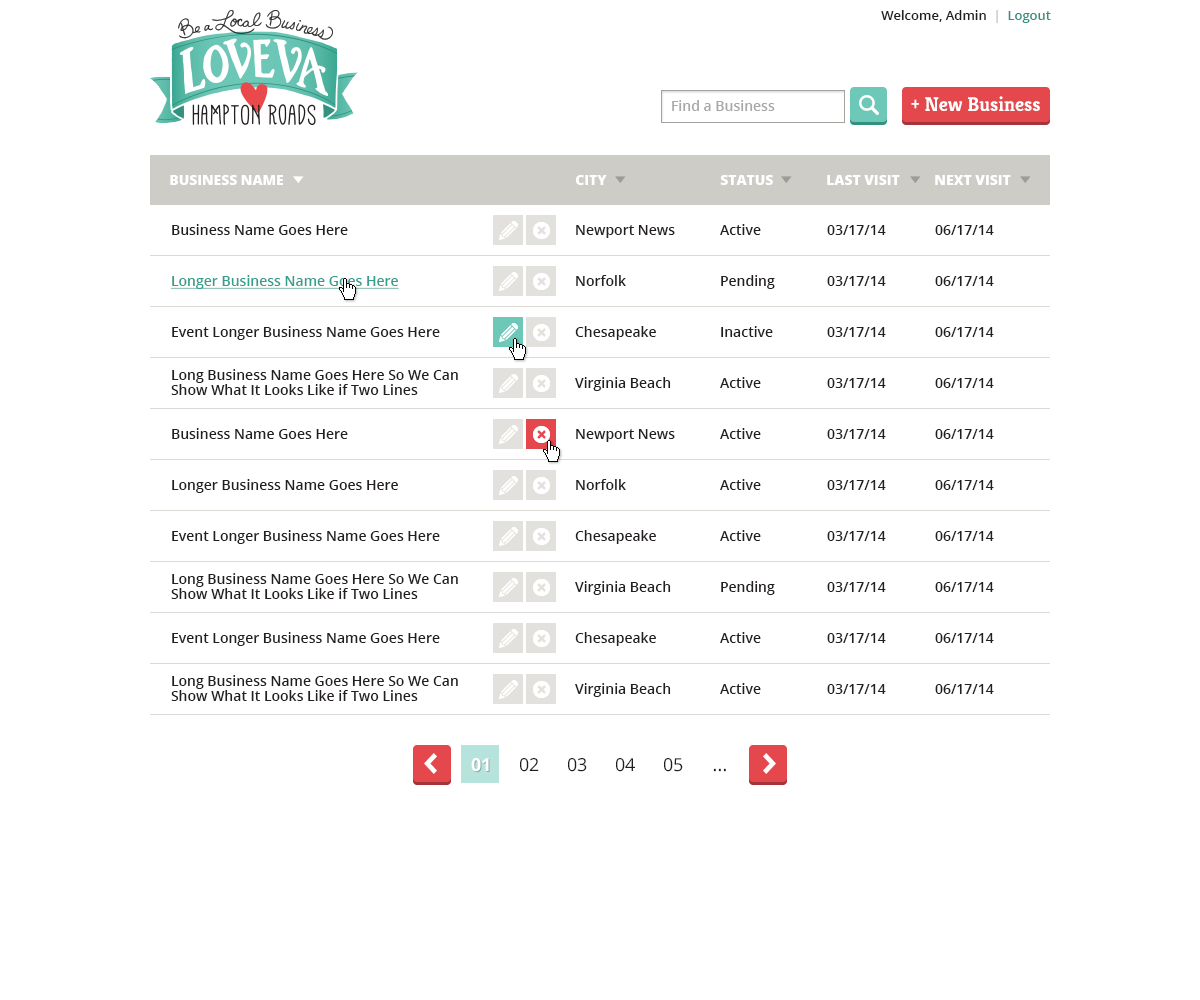 Be a Local Business
LOVEVA
HAMPTON ROADS
Welcome, Admin | Logout
Find a Business
+ New Business
BUSINESS NAME CITY STATUS LAST VISIT NEXT VISIT
Business Name Goes Here Newport News Active 03/17/14 06/17/14
Longer Business Name Goes Here Norfolk Pending 03/17/14 06/17/14
Event Longer Business Name Goes Here Chesapeake Inactive 03/17/14 06/17/14
Long Business Name Goes Here So We Can
Show What It Looks Like if Two Lines Virginia Beach Active 03/17/14 06/17/14
Business Name Goes Here Newport News Active 03/17/14 06/17/14
Longer Business Name Goes Here Norfolk Active 03/17/14 06/17/14
Event Longer Business Name Goes Here Chesapeake Active 03/17/14 06/17/14
Long Business Name Goes Here So We Can
Show What It Looks Like if Two Lines Virginia Beach Pending 03/17/14 06/17/14
Event Longer Business Name Goes Here Chesapeake Active 03/17/14 06/17/14
Long Business Name Goes Here So We Can
Show What It Looks Like if Two Lines Virginia Beach Active 03/17/14 06/17/14
01 02 03 04 05 ...